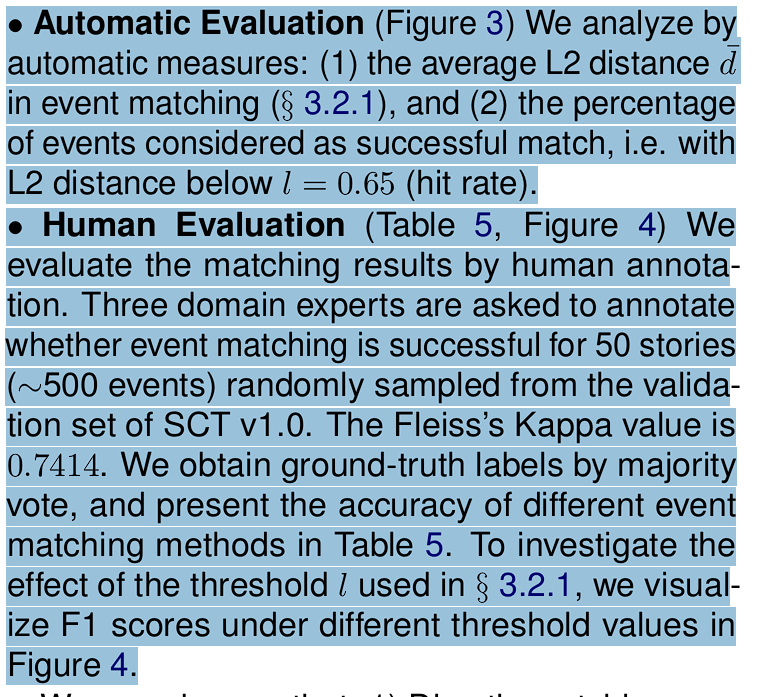 • Automatic Evaluation (Figure 3) We analyze by
automatic measures: (1) the average L2 distance d̄
in event matching (§ 3.2.1), and (2) the percentage
of events considered as successful match, i.e. with
L2 distance below l = 0.65 (hit rate).
• Human Evaluation (Table 5, Figure 4) We
evaluate the matching results by human annota-
tion. Three domain experts are asked to annotate
whether event matching is successful for 50 stories
(∼500 events) randomly sampled from the valida-
tion set of SCT v1.0. The Fleiss's Kappa value is
0.7414. We obtain ground-truth labels by majority
vote, and present the accuracy of different event
matching methods in Table 5. To investigate the
effect of the threshold l used in § 3.2.1, we visual-
ize F1 scores under different threshold values in
Figure 4.